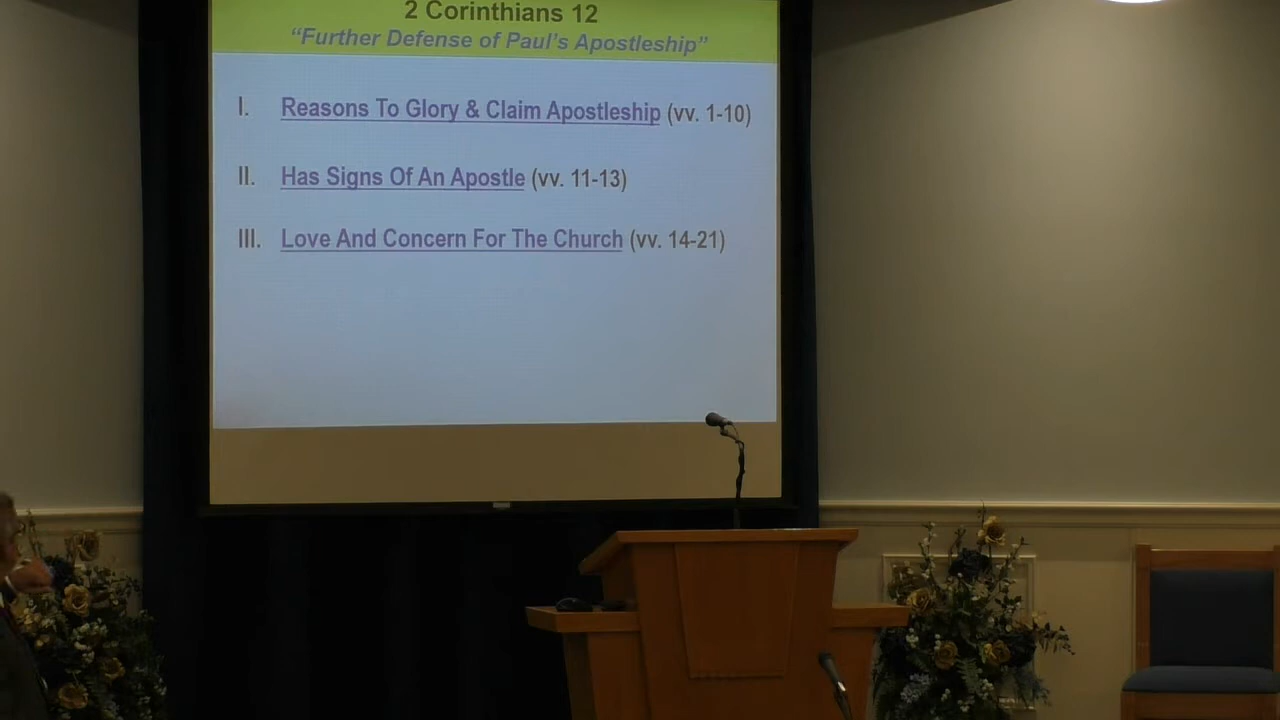 2 Corinthians 12
“Further Defense of Paul’s Apostleship”
I. Reasons To Glory & Claim Apostleship (vv. 1-10)
II. Has Signs Of An Apostle (vv. 11-13)
III. Love And Concern For The Church (vv. 14-21)